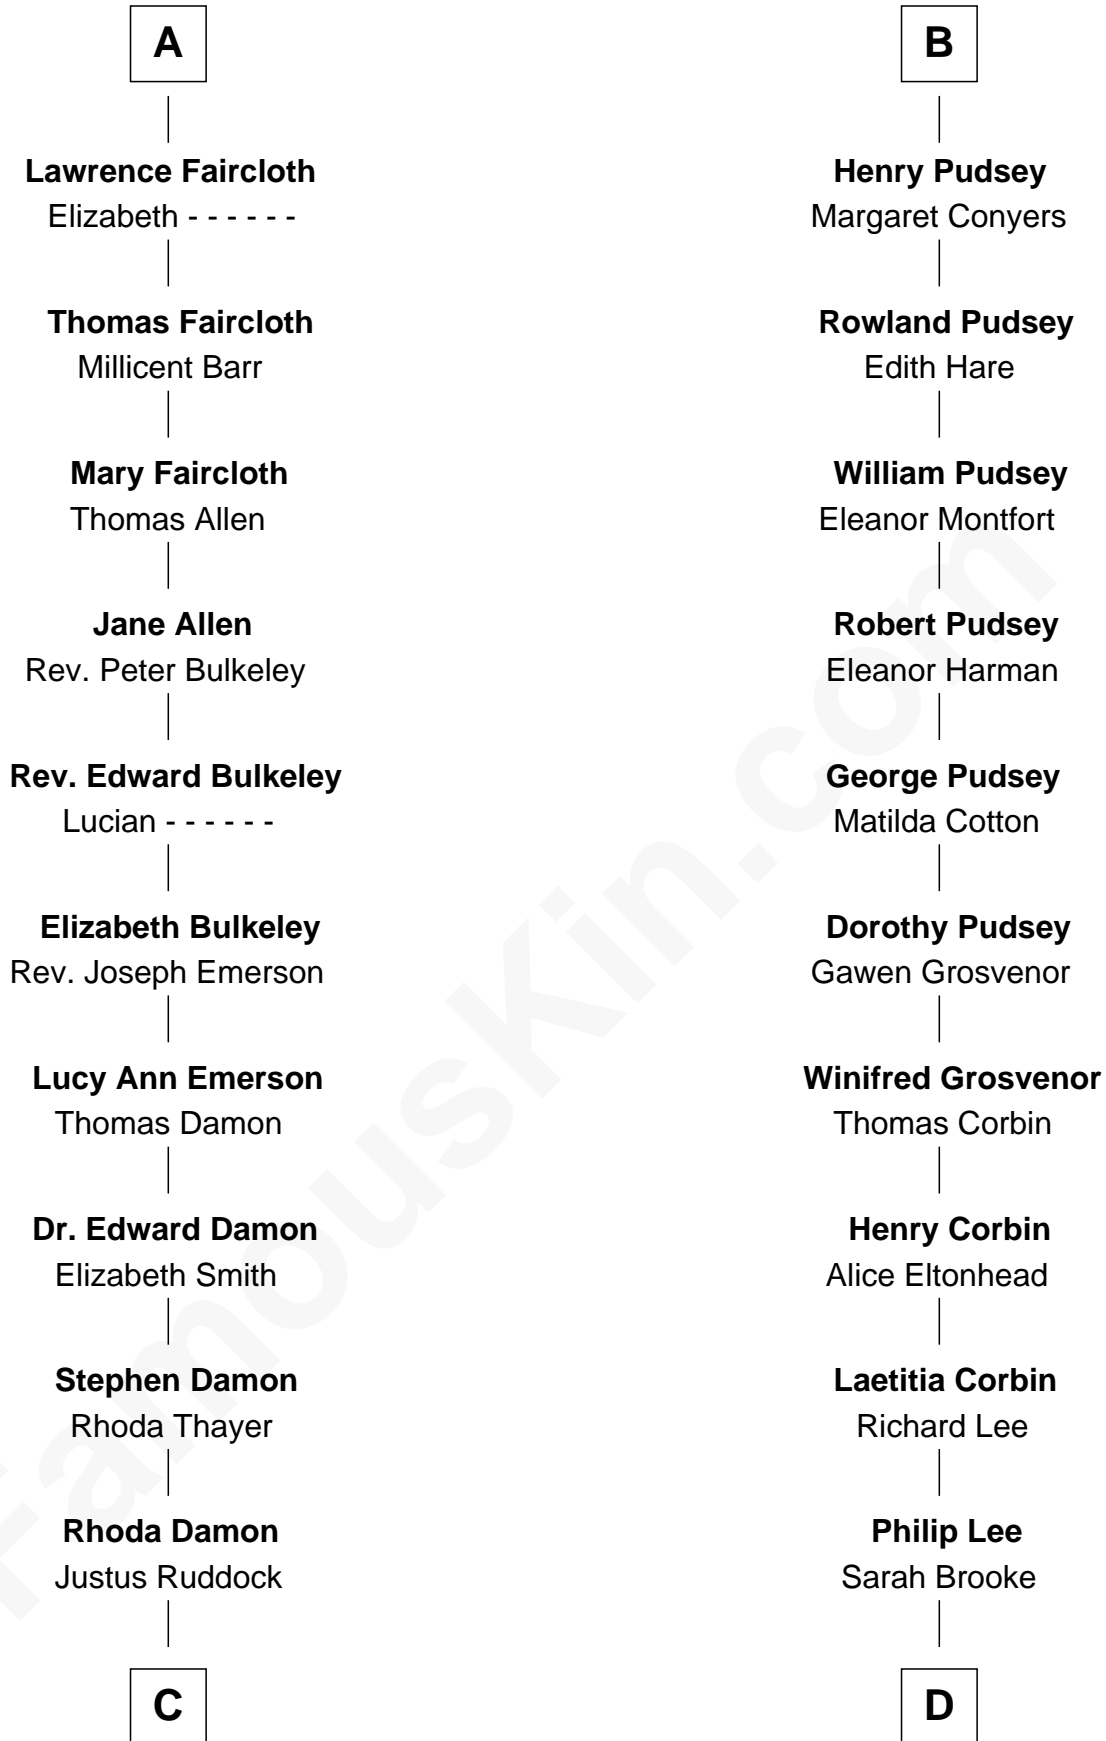 A
Lawrence Faircloth
Elizabeth - - - - - -
Thomas Faircloth
Millicent Barr
Mary Faircloth
Thomas Allen
Jane Allen
Rev. Peter Bulkeley
Rev. Edward Bulkeley
Lucian - - - - - -
Elizabeth Bulkeley
Rev. Joseph Emerson
Lucy Ann Emerson
Thomas Damon
Dr. Edward Damon
Elizabeth Smith
Stephen Damon
Rhoda Thayer
Rhoda Damon
Justus Ruddock
C
B
Henry Pudsey
Margaret Conyers
Rowland Pudsey
Edith Hare
William Pudsey
Eleanor Montfort
Robert Pudsey
Eleanor Harman
George Pudsey
Matilda Cotton
Dorothy Pudsey
Gawen Grosvenor
Winifred Grosvenor
Thomas Corbin
Henry Corbin
Alice Eltonhead
Laetitia Corbin
Richard Lee
Philip Lee
Sarah Brooke
D
FamousKin.com